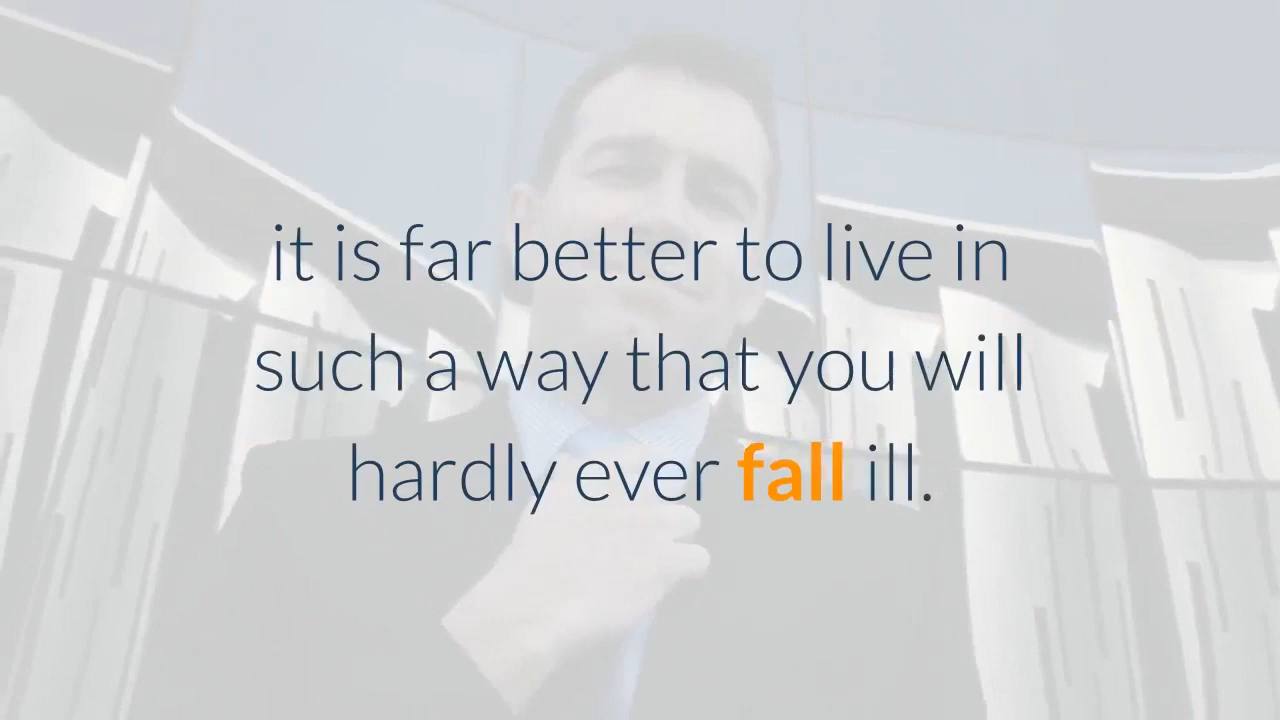 it is far better to live in
such a way that you will
hardly ever fall ill.